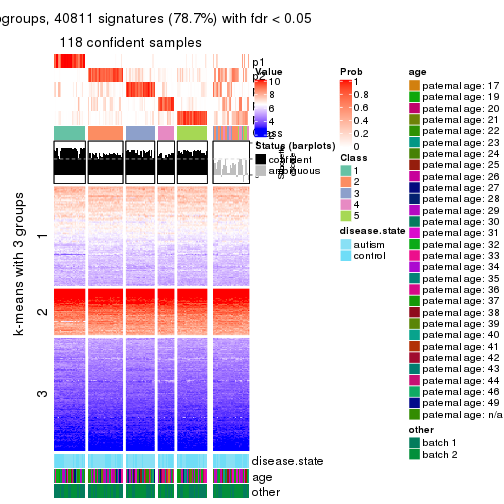 ogroups, 40811 signatures (78.7%) with fdr < 0.05
118 confident samples
p1
p2
Value
10
8
6
4
2
Class
Status (barplots)
confident
ambiguous
Prob
1
0.8
0.6
0.4
0.2
0
Class
1
2
3
4
5
disease.state
autism
control
age
paternal age: 17
paternal age: 19
paternal age: 20
paternal age: 21
paternal age: 22
paternal age: 23
paternal age: 24
paternal age: 25
paternal age: 26
paternal age: 27
paternal age: 28
paternal age: 29
paternal age: 30
paternal age: 31
paternal age: 32
paternal age: 33
paternal age: 34
paternal age: 35
paternal age: 36
paternal age: 37
paternal age: 38
paternal age: 39
paternal age: 40
paternal age: 41
paternal age: 42
paternal age: 43
paternal age: 44
paternal age: 46
paternal age: 49
paternal age: n/a
other
batch 1
batch 2
k-means with 3 groups
1
2
3
disease.state
age
other